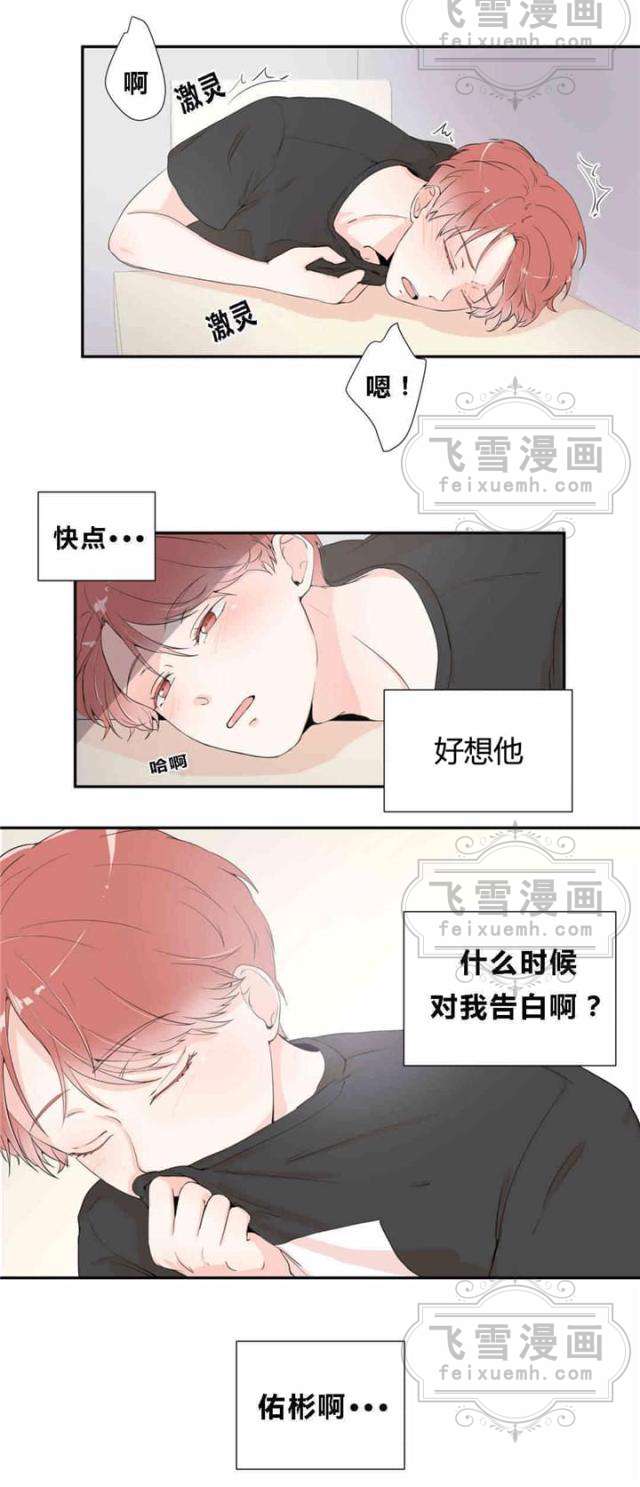 飞雪漫画
feixuemh.com
啊
激灵
激灵
嗯！
飞雪漫画
feixuemh.com
快点···
哈啊
好想他
飞雪漫画
feixuemh.com
什么时候
对我告白啊？
飞雪漫画
feixuemh.com
佑彬啊···